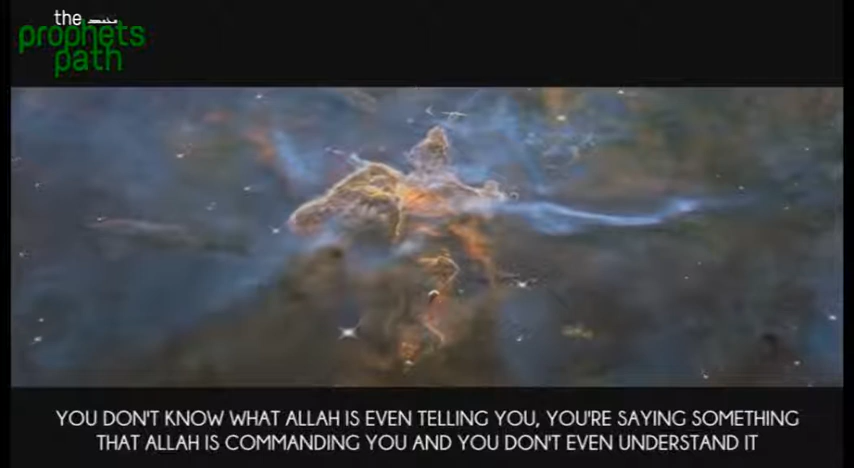 the
prophets
path
YOU DON'T KNOW WHAT ALLAH IS EVEN TELLING YOU, YOU'RE SAYING SOMETHING
THAT ALLAH IS COMMANDING YOU AND YOU DON'T EVEN UNDERSTAND IT